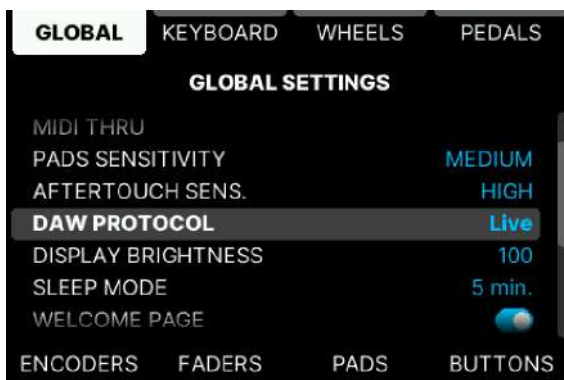 GLOBAL KEYBOARD WHEELS PEDALS
GLOBAL SETTINGS
MIDI THRU
PADS SENSITIVITY MEDIUM
AFTERTOUCH SENS. HIGH
DAW PROTOCOL Live
DISPLAY BRIGHTNESS 100
SLEEP MODE 5 min.
WELCOME PAGE
ENCODERS FADERS PADS BUTTONS